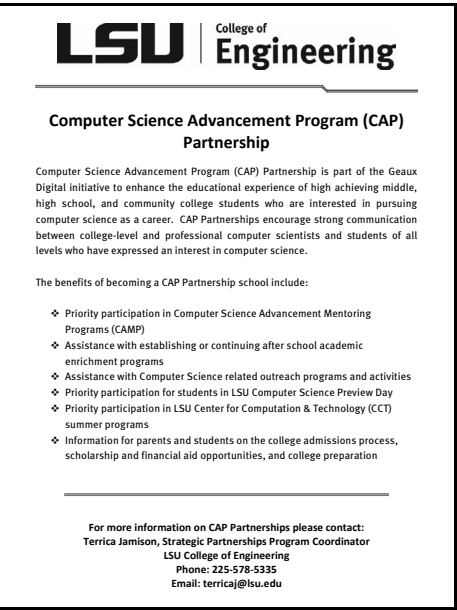 LSU
College of
Engineering
Computer Science Advancement Program (CAP)
Partnership
Computer Science Advancement Program (CAP) Partnership is part of the Geaux
Digital initiative to enhance the educational experience of high achieving middle,
high school, and community college students who are interested in pursuing
computer science as a career. CAP Partnerships encourage strong communication
between college-level and professional computer scientists and students of all
levels who have expressed an interest in computer science.
The benefits of becoming a CAP Partnership school include:
❖ Priority participation in Computer Science Advancement Mentoring
Programs (CAMP)
❖ Assistance with establishing or continuing after school academic
enrichment programs
❖ Assistance with Computer Science related outreach programs and activities
❖ Priority participation for students in LSU Computer Science Preview Day
❖ Priority participation in LSU Center for Computation & Technology (CCT)
summer programs
❖ Information for parents and students on the college admissions process,
scholarship and financial aid opportunities, and college preparation
For more information on CAP Partnerships please contact:
Terrica Jamison, Strategic Partnerships Program Coordinator
LSU College of Engineering
Phone: 225-578-5335
Email: terricaj@lsu.edu